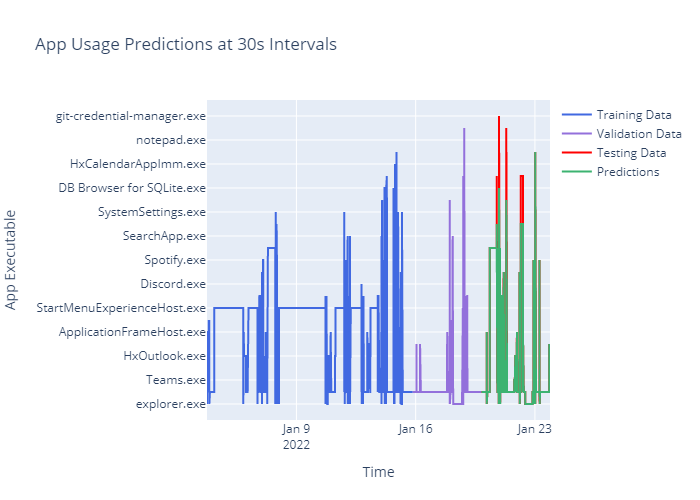 App Usage Predictions at 30s Intervals
git-credential-manager.exe
notepad.exe
HxCalendarAppImm.exe
DB Browser for SQLite.exe
SystemSettings.exe
SearchApp.exe
Spotify.exe
Discord.exe
StartMenuExperienceHost.exe
ApplicationFrameHost.exe
HxOutlook.exe
Teams.exe
explorer.exe
App Executable
Jan 9
2022
Jan 16
Jan 23
Time
Training Data
Validation Data
Testing Data
Predictions